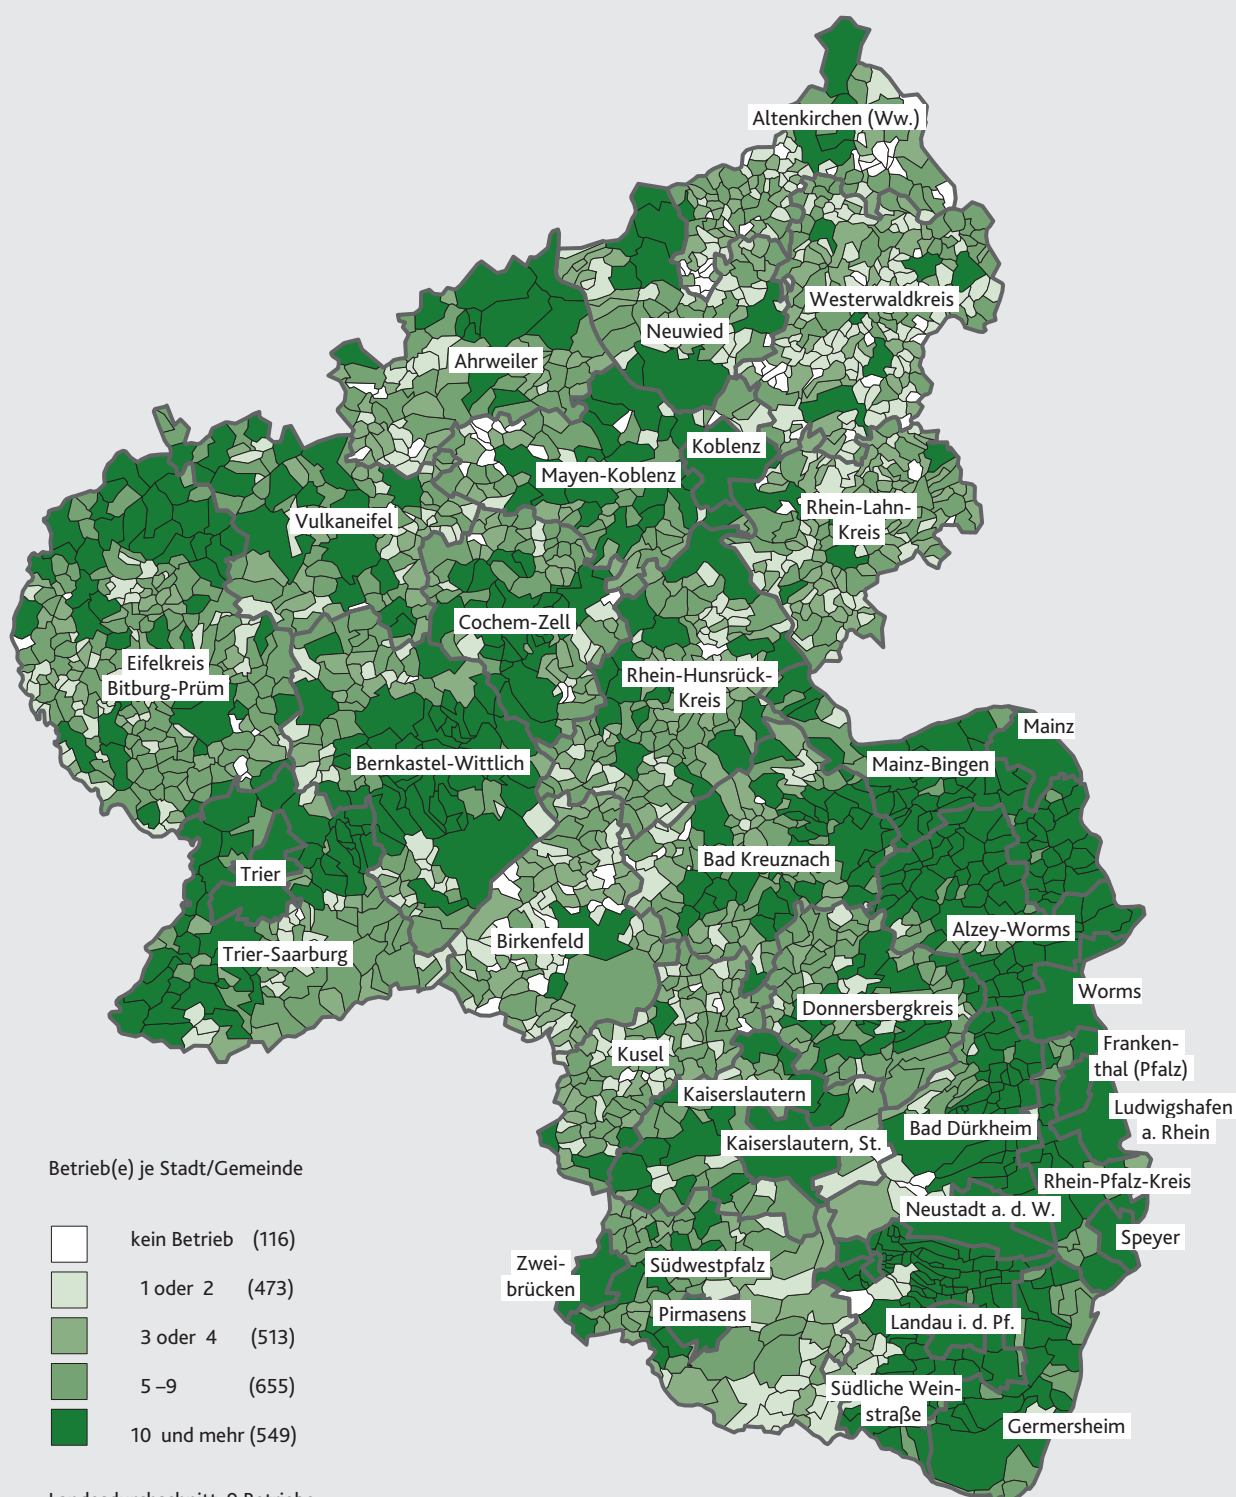 Altenkirchen (Ww.)
Westerwaldkreis
Neuwied
Ahrweiler
Koblenz
Mayen-Koblenz
Rhein-Lahn-
Kreis
Vulkaneifel
Cochem-Zell
Eifelkreis
Bitburg-Prüm
Rhein-Hunsrück-
Kreis
Mainz
Mainz-Bingen
Bernkastel-Wittlich
Bad Kreuznach
Trier
Alzey-Worms
Birkenfeld
Trier-Saarburg
Worms
Donnersbergkreis
Franken-
thal (Pfalz)
Kusel
Kaiserslautern
Ludwigshafen
a. Rhein
Bad Dürkheim
Kaiserslautern, St.
Rhein-Pfalz-Kreis
Neustadt a. d. W.
Speyer
Zwei-
brücken
Südwestpfalz
Pirmasens
Landau i. d. Pf.
Südliche Wein-
straße
Germersheim
Betrieb(e) je Stadt/Gemeinde
kein Betrieb (116)
1 oder 2 (473)
3 oder 4 (513)
5–9 (655)
10 und mehr (549)